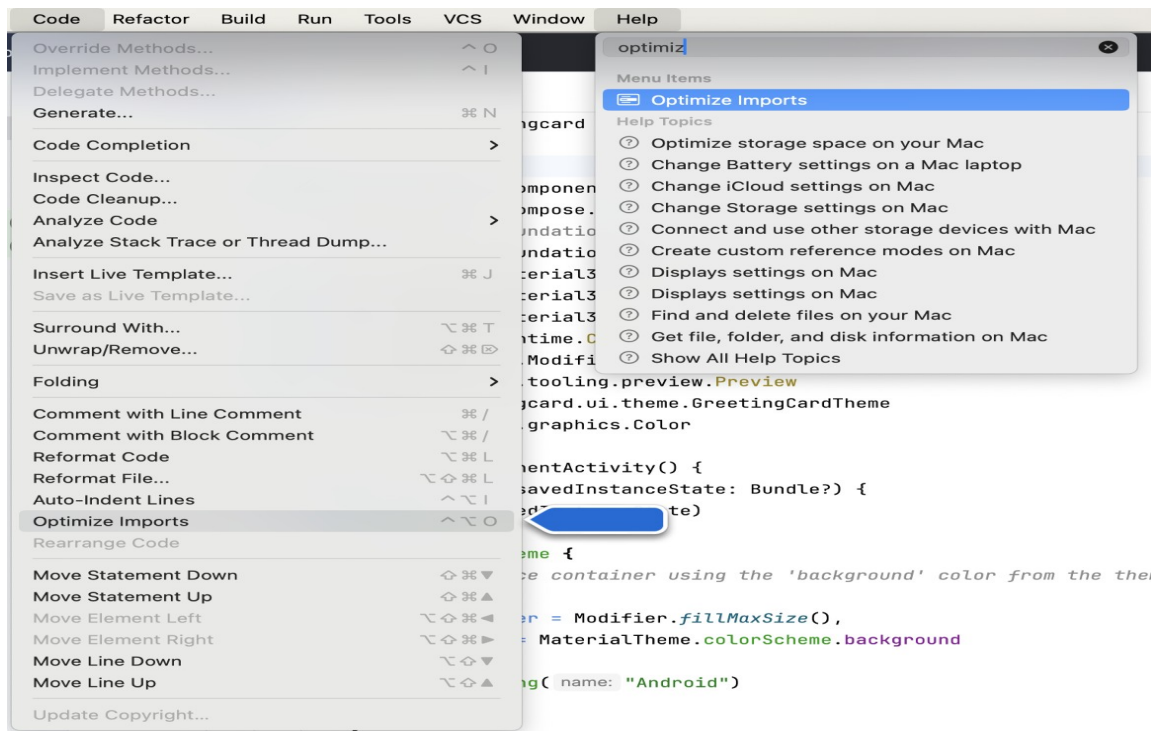 Code Refactor Build Run Tools VCS Window Help
Override Methods... ^ O
Implement Methods... ^ I
Delegate Methods...
Generate... ⌘ N
Code Completion >
Inspect Code...
Code Cleanup...
Analyze Code >
Analyze Stack Trace or Thread Dump...
Insert Live Template... ⌘ J
Save as Live Template...
Surround With... ⌥ ⌘ T
Unwrap/Remove... ⇧ ⌘ ⌦
Folding >
Comment with Line Comment ⌘ /
Comment with Block Comment ⌥ ⌘ /
Reformat Code ⌥ ⌘ L
Reformat File... ⌥ ⇧ ⌘ L
Auto-Indent Lines ^ ⌥ I
Optimize Imports ^ ⌥ O
Rearrange Code
Move Statement Down ⇧ ⌘ ▼
Move Statement Up ⇧ ⌘ ▲
Move Element Left ⌥ ⇧ ⌘ ◀
Move Element Right ⌥ ⇧ ⌘ ▶
Move Line Down ⌥ ⇧ ▼
Move Line Up ⌥ ⇧ ▲
Update Copyright...
optimiz
Menu Items
Optimize Imports
Help Topics
Optimize storage space on your Mac
Change Battery settings on a Mac laptop
Change iCloud settings on Mac
Change Storage settings on Mac
Connect and use other storage devices with Mac
Create custom reference modes on Mac
Displays settings on Mac
Displays settings on Mac
Find and delete files on your Mac
Get file, folder, and disk information on Mac
Show All Help Topics
ngcard
omponen
ompose.
undatio
undatio
terial3
terial3
terial3
ntime.C
.Modifi
.tooling.preview.Preview
gcard.ui.theme.GreetingCardTheme
.graphics.Color
nentActivity() {
savedInstanceState: Bundle?) {
te)
eme {
ce container using the 'background' color from the the
er = Modifier.fillMaxSize(),
= MaterialTheme.colorScheme.background
ng( name: "Android")